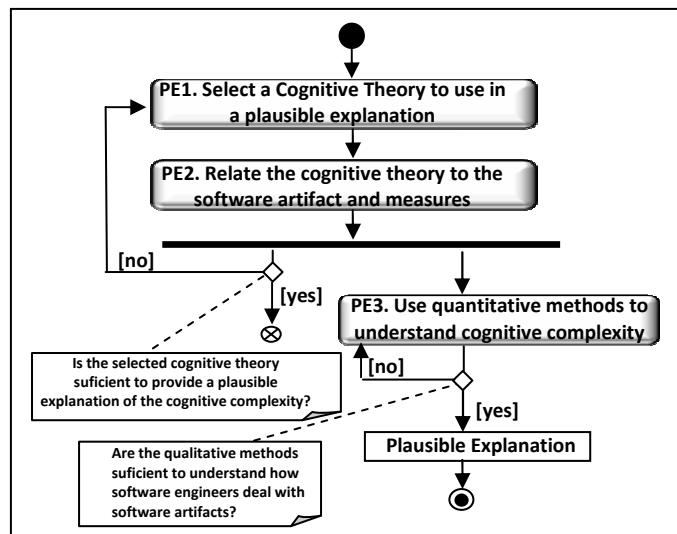 PE1. Select a Cognitive Theory to use in
a plausible explanation
PE2. Relate the cognitive theory to the
software artifact and measures
[no]
[yes]
PE3. Use quantitative methods to
understand cognitive complexity
Is the selected cognitive theory
suficient to provide a plausible
explanation of the cognitive complexity?
[no]
[yes]
Plausible Explanation
Are the qualitative methods
suficient to understand how
software engineers deal with
software artifacts?